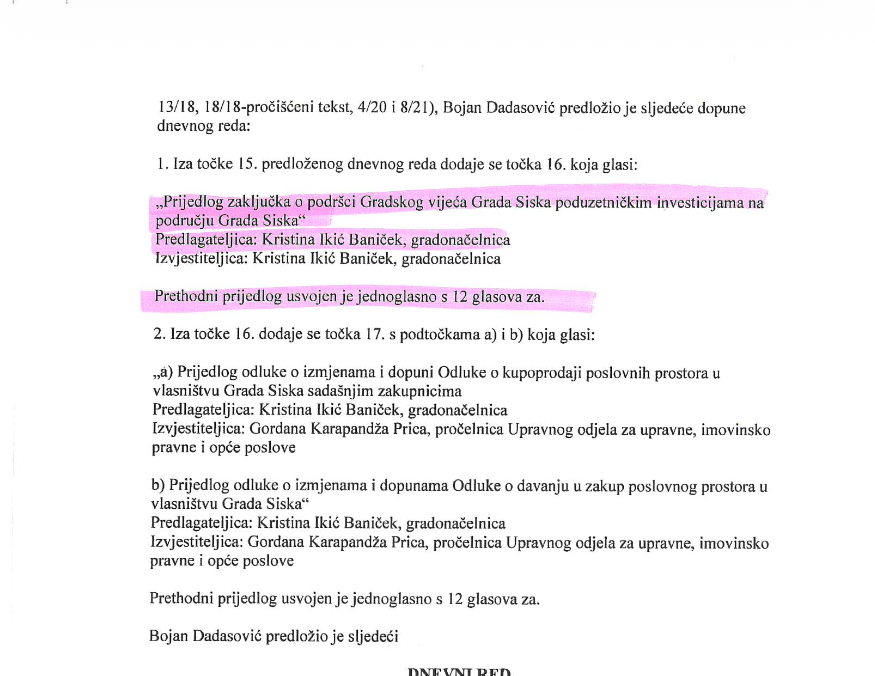 13/18, 18/18-pročišćeni tekst, 4/20 i 8/21), Bojan Dadasović predložio je sljedeće dopune
dnevnog reda:
1. Iza točke 15. predloženog dnevnog reda dodaje se točka 16. koja glasi:
„Prijedlog zaključka o podršci Gradskog vijeća Grada Siska poduzetničkim investicijama na
području Grada Siska“
Predlagateljica: Kristina Ikić Baniček, gradonačelnica
Izvjestiteljica: Kristina Ikić Baniček, gradonačelnica
Prethodni prijedlog usvojen je jednoglasno s 12 glasova za.
2. Iza točke 16. dodaje se točka 17. s podtočkama a) i b) koja glasi:
„a) Prijedlog odluke o izmjenama i dopuni Odluke o kupoprodaji poslovnih prostora u
vlasništvu Grada Siska sadašnjim zakupnicima
Predlagateljica: Kristina Ikić Baniček, gradonačelnica
Izvjestiteljica: Gordana Karapandža Prica, pročelnica Upravnog odjela za upravne, imovinsko
pravne i opće poslove
b) Prijedlog odluke o izmjenama i dopunama Odluke o davanju u zakup poslovnog prostora u
vlasništvu Grada Siska“
Predlagateljica: Kristina Ikić Baniček, gradonačelnica
Izvjestiteljica: Gordana Karapandža Prica, pročelnica Upravnog odjela za upravne, imovinsko
pravne i opće poslove
Prethodni prijedlog usvojen je jednoglasno s 12 glasova za.
Bojan Dadasović predložio je sljedeći
DNEVNI RED